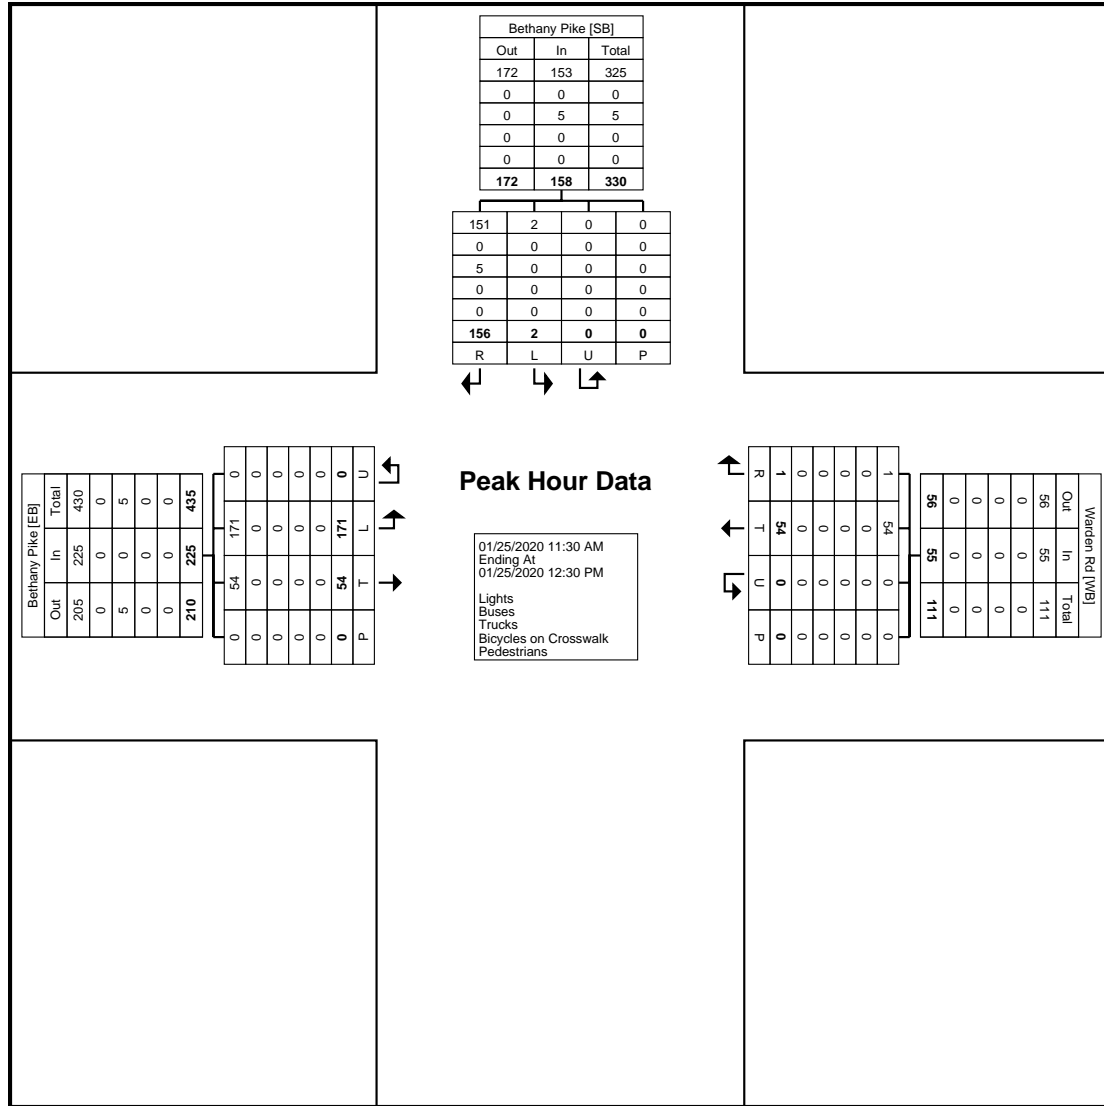 Bethany Pike [SB]
Out In Total
172 153 325
0 0 0
0 5 5
0 0 0
0 0 0
172 158 330
151 2 0 0
0 0 0 0
5 0 0 0
0 0 0 0
0 0 0 0
156 2 0 0
R L U P
Bethany Pike [EB]
Out In Total
205 225 430
0 0 0
5 0 5
0 0 0
0 0 0
210 225 435
0 54 171 0
0 0 0 0
0 0 0 0
0 0 0 0
0 0 0 0
0 54 171 0
P T L U
Peak Hour Data
01/25/2020 11:30 AM
Ending At
01/25/2020 12:30 PM
Lights
Buses
Trucks
Bicycles on Crosswalk
Pedestrians
Warden Rd [WB]
Out In Total
56 55 111
0 0 0
0 0 0
0 0 0
0 0 0
56 55 111
1 54 0 0
0 0 0 0
0 0 0 0
0 0 0 0
0 0 0 0
1 54 0 0
R T U P